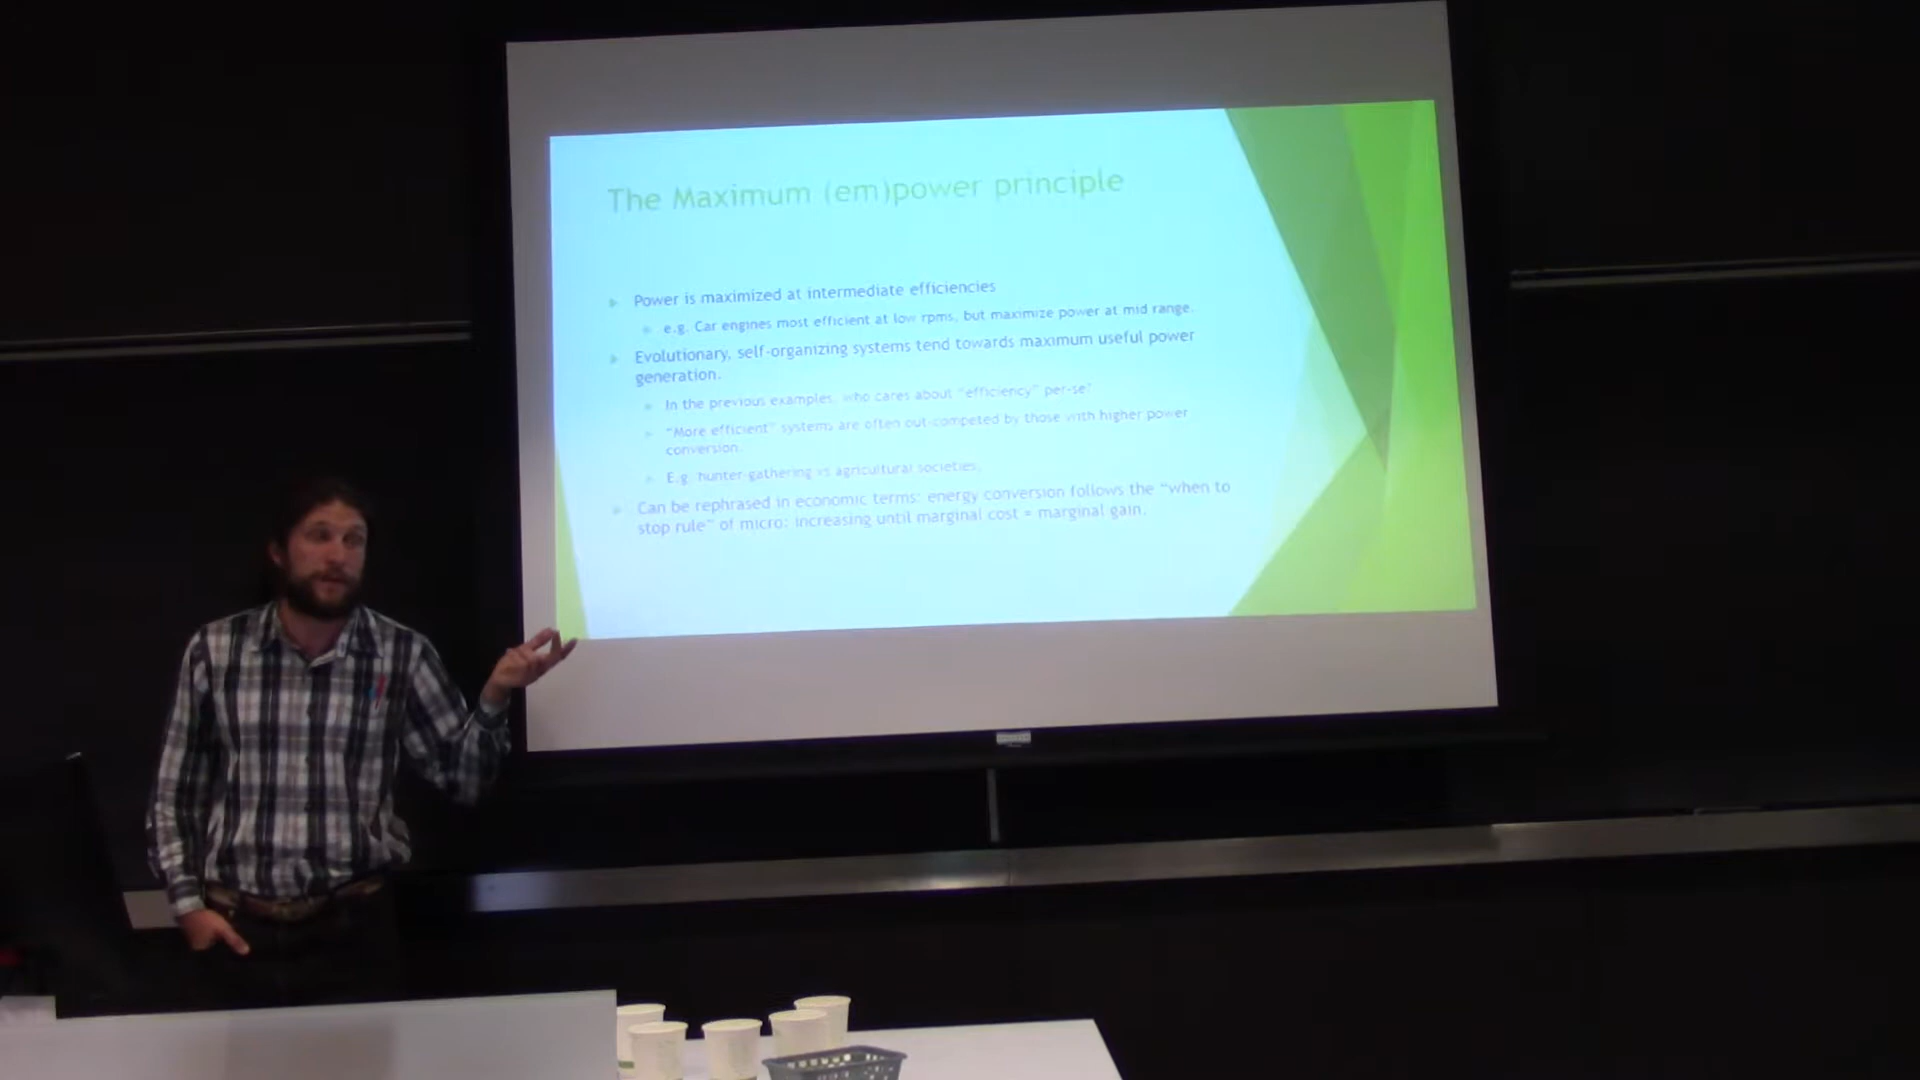 The Maximum (em)power principle
Power is maximized at intermediate efficiencies
e.g. Car engines most efficient at low rpms, but maximize power at mid range.
Evolutionary, self-organizing systems tend towards maximum useful power
generation.
In the previous examples, who cares about "efficiency" per-se?
"More efficient" systems are often out-competed by those with higher power
conversion.
E.g. hunter-gathering vs agricultural societies.
Can be rephrased in economic terms: energy conversion follows the "when to
stop rule" of micro: increasing until marginal cost = marginal gain.